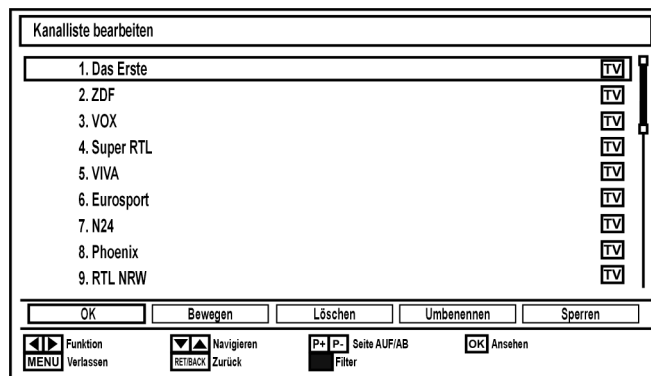 Kanalliste bearbeiten
1. Das Erste TV
2. ZDF TV
3. VOX TV
4. Super RTL TV
5. VIVA TV
6. Eurosport TV
7. N24 TV
8. Phoenix TV
9. RTL NRW TV
OK Bewegen Löschen Umbenennen Sperren
Funktion Navigieren P+ P- Seite AUF/AB OK Ansehen
MENU Verlassen RET/BACK Zurück Filter